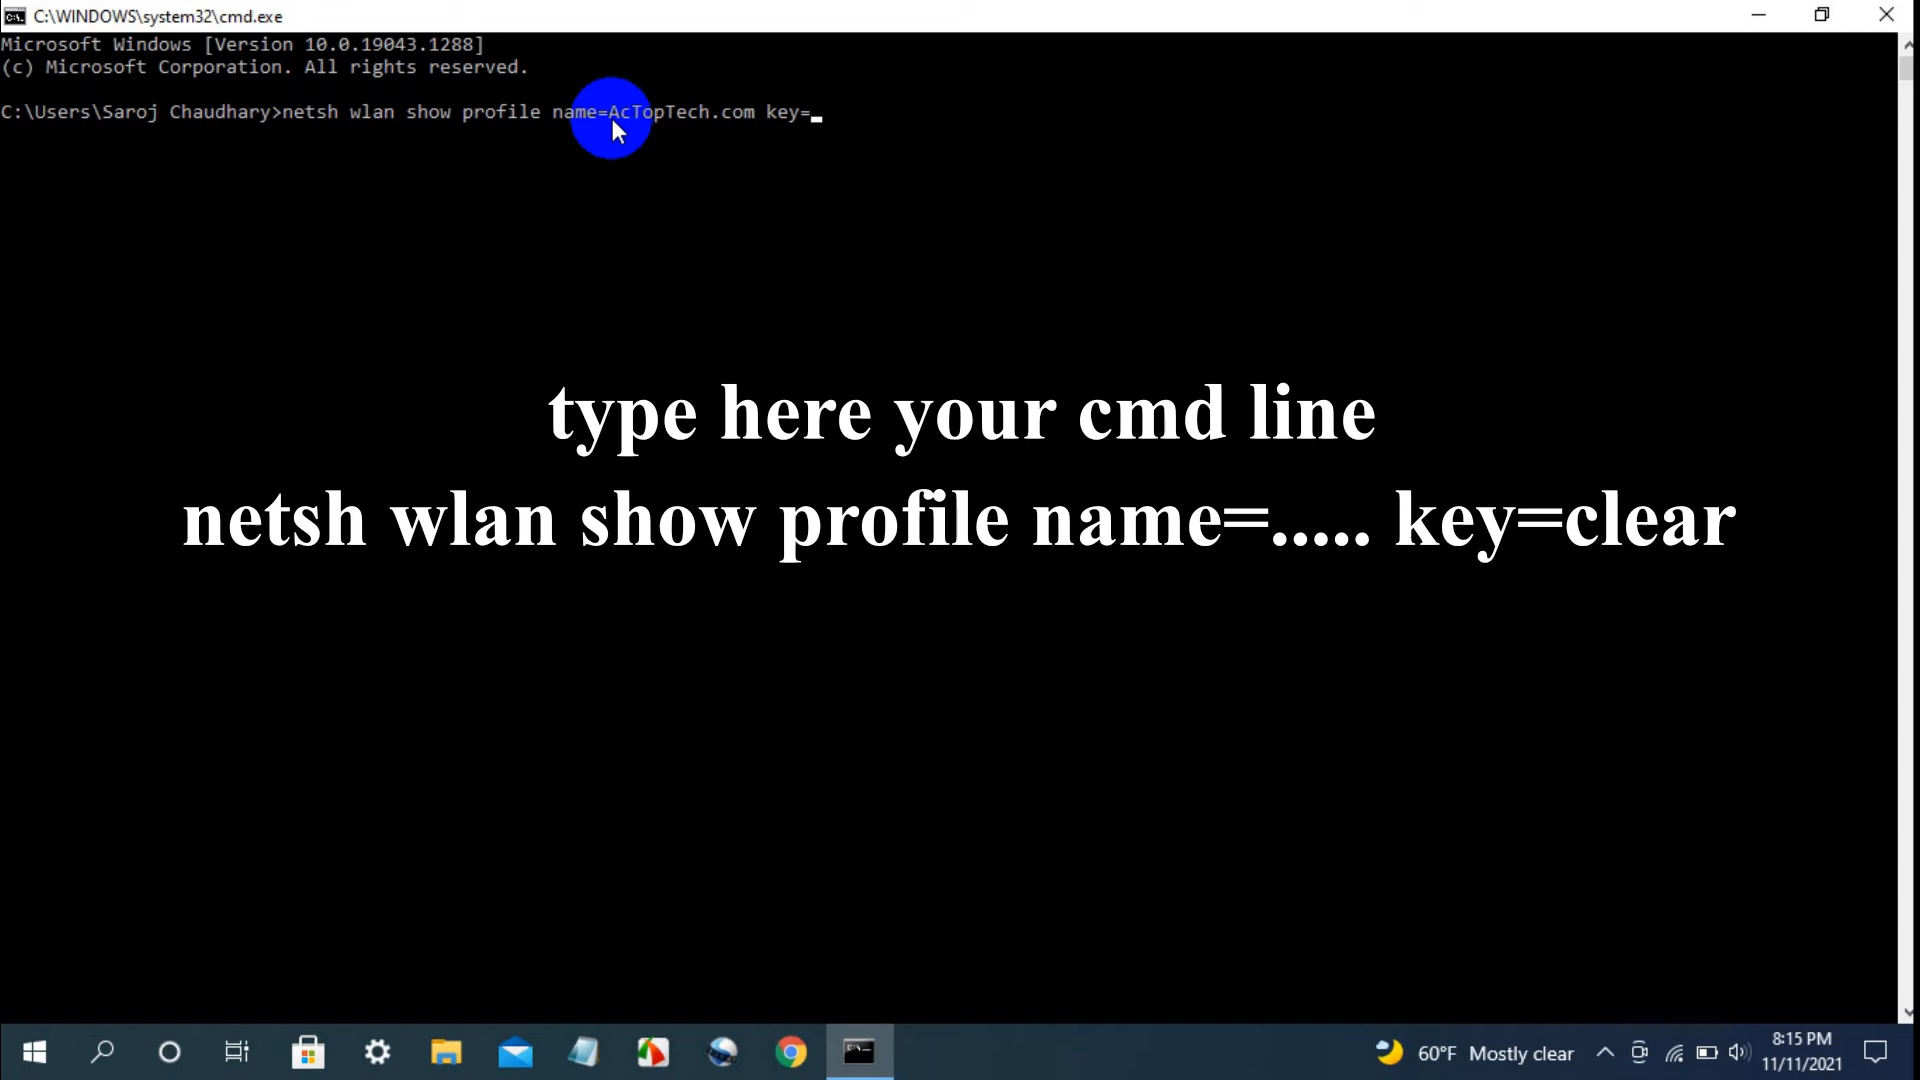 C:\WINDOWS\system32\cmd.exe
Microsoft Windows [Version 10.0.19043.1288]
(c) Microsoft Corporation. All rights reserved.
C:\Users\Saroj Chaudhary>netsh wlan show profile name=AcTopTech.com key=_
type here your cmd line
netsh wlan show profile name=..... key=clear
60°F Mostly clear
8:15 PM
11/11/2021